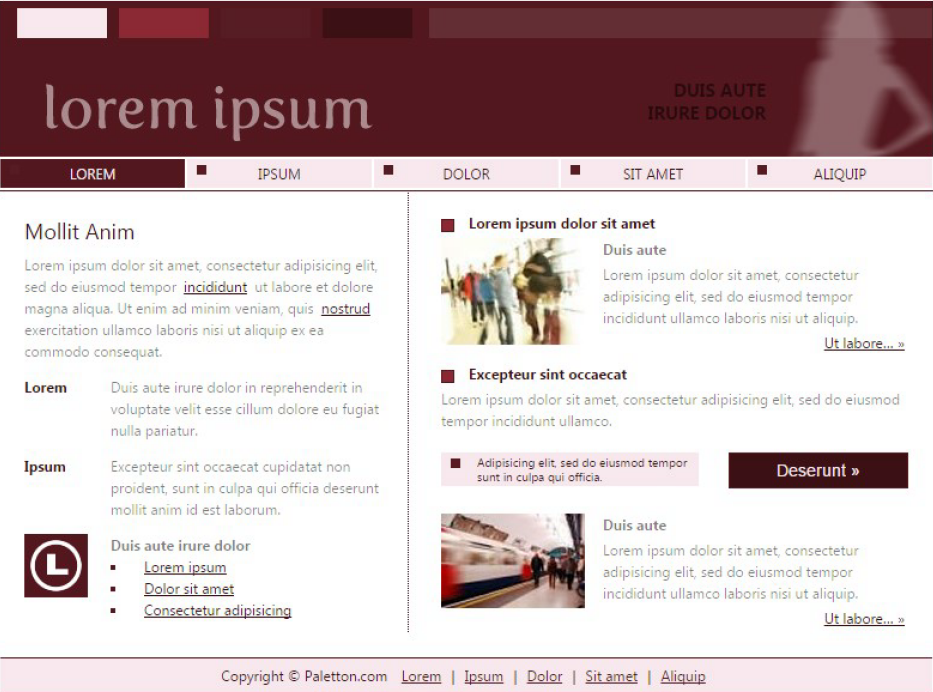 lorem ipsum
DUIS AUTE
IRURE DOLOR
LOREM
IPSUM
DOLOR
SIT AMET
ALIQUIP
Mollit Anim
Lorem ipsum dolor sit amet, consectetur adipisicing elit,
sed do eiusmod tempor incididunt ut labore et dolore
magna aliqua. Ut enim ad minim veniam, quis nostrud
exercitation ullamco laboris nisi ut aliquip ex ea
commodo consequat.
Lorem
Duis aute irure dolor in reprehenderit in
voluptate velit esse cillum dolore eu fugiat
nulla pariatur.
Ipsum
Excepteur sint occaecat cupidatat non
proident, sunt in culpa qui officia deserunt
mollit anim id est laborum.
Duis aute irure dolor
Lorem ipsum
Dolor sit amet
Consectetur adipisicing
Lorem ipsum dolor sit amet
Duis aute
Lorem ipsum dolor sit amet, consectetur
adipisicing elit, sed do eiusmod tempor
incididunt ullamco laboris nisi ut aliquip.
Ut labore... »
Excepteur sint occaecat
Lorem ipsum dolor sit amet, consectetur adipisicing elit, sed do eiusmod
tempor incididunt ullamco.
Adipisicing elit, sed do eiusmod tempor
sunt in culpa qui officia.
Deserunt »
Duis aute
Lorem ipsum dolor sit amet, consectetur
adipisicing elit, sed do eiusmod tempor
incididunt ullamco laboris nisi ut aliquip.
Ut labore... »
Copyright © Paletton.com Lorem | Ipsum | Dolor | Sit amet | Aliquip